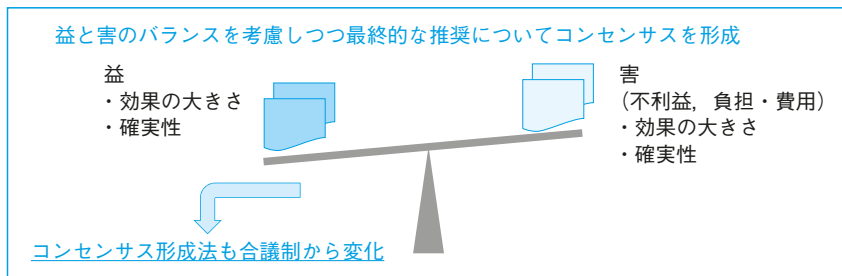 益と害のバランスを考慮しつつ最終的な推奨についてコンセンサスを形成
益
・効果の大きさ
・確実性
害
（不利益，負担・費用）
・効果の大きさ
・確実性
コンセンサス形成法も合議制から変化